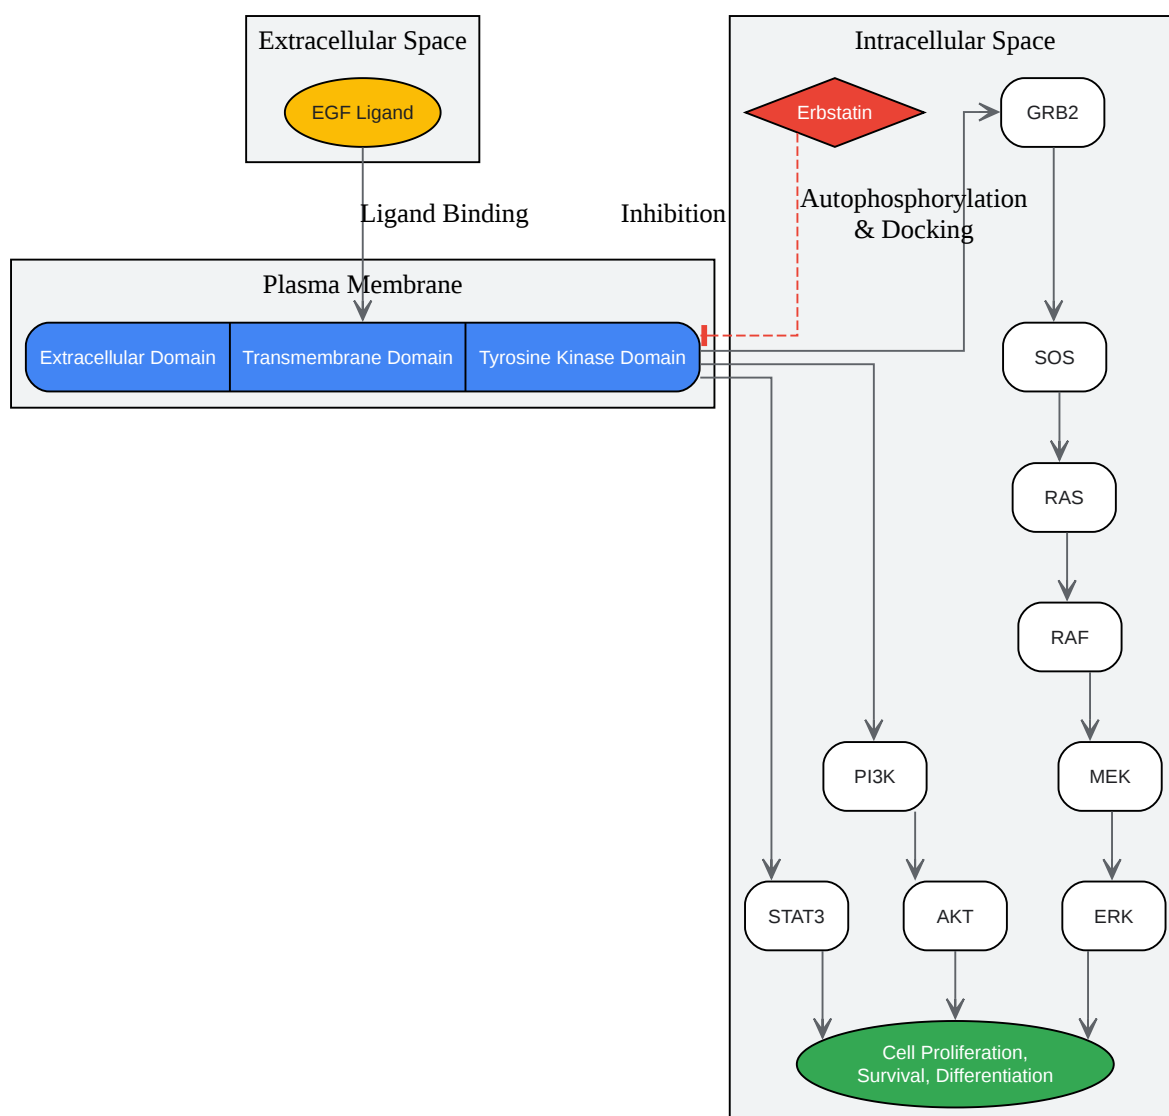 Extracellular Space
Intracellular Space
EGF Ligand
Erbstatin
GRB2
Ligand Binding
Inhibition
Autophosphorylation
& Docking
Plasma Membrane
Extracellular Domain
Transmembrane Domain
Tyrosine Kinase Domain
SOS
RAS
RAF
PI3K
MEK
STAT3
AKT
ERK
Cell Proliferation,
Survival, Differentiation